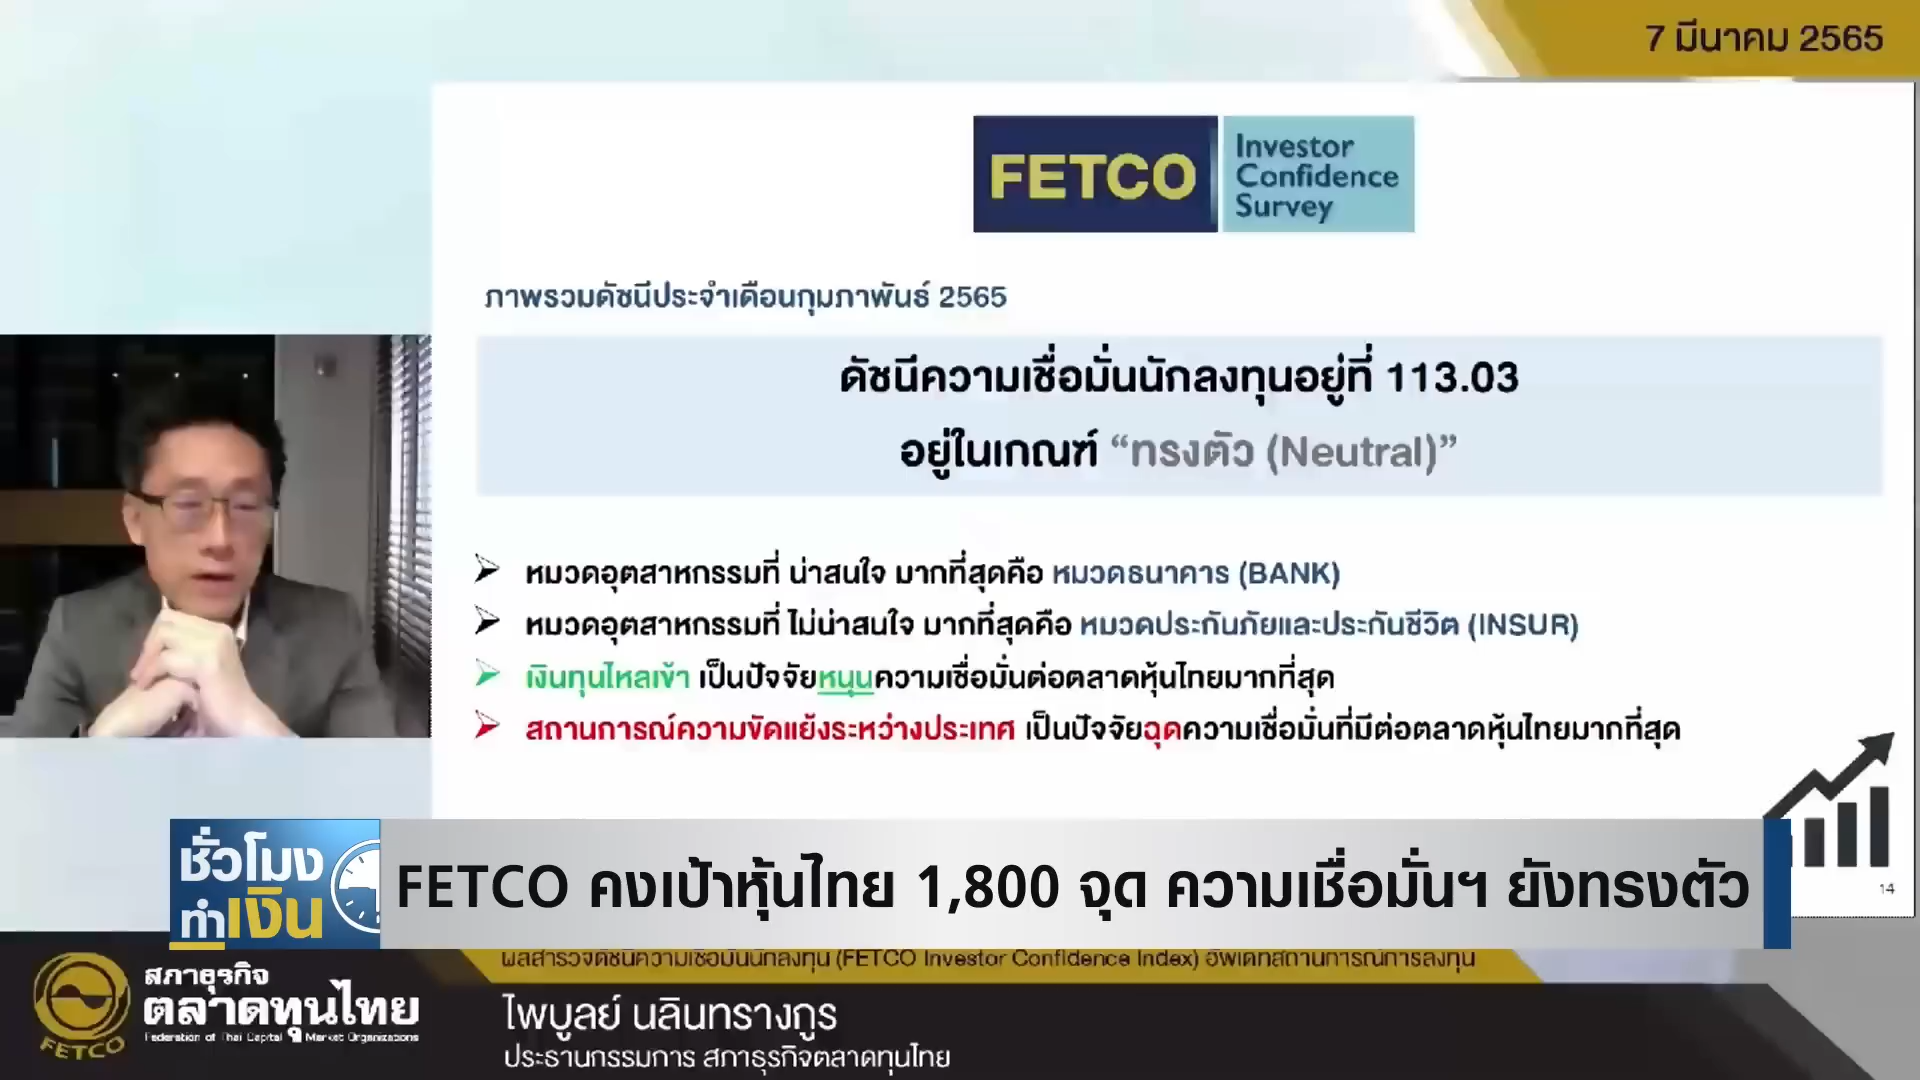 7 มีนาคม 2565
FETCO
Investor
Confidence
Survey
ภาพรวมดัชนีประจำเดือนกุมภาพันธ์ 2565
ดัชนีความเชื่อมั่นนักลงทุนอยู่ที่ 113.03
อยู่ในเกณฑ์ “ทรงตัว (Neutral)”
หมวดอุตสาหกรรมที่ น่าสนใจ มากที่สุดคือ หมวดธนาคาร (BANK)
หมวดอุตสาหกรรมที่ ไม่น่าสนใจ มากที่สุดคือ หมวดประกันภัยและประกันชีวิต (INSUR)
เงินทุนไหลเข้า เป็นปัจจัยหนุนความเชื่อมั่นต่อตลาดหุ้นไทยมากที่สุด
สถานการณ์ความขัดแย้งระหว่างประเทศ เป็นปัจจัยฉุดความเชื่อมั่นที่มีต่อตลาดหุ้นไทยมากที่สุด
14
ชั่วโมง
ทำเงิน
FETCO คงเป้าหุ้นไทย 1,800 จุด ความเชื่อมั่นฯ ยังทรงตัว
ผลสำรวจดัชนีความเชื่อมั่นนักลงทุน (FETCO Investor Confidence Index) อัพเดทสถานการณ์การลงทุน
สภาธุรกิจ
ตลาดทุนไทย
Federation of Thai Capital Market Organizations
FETCO
ไพบูลย์ นลินทรางกูร
ประธานกรรมการ สภาธุรกิจตลาดทุนไทย